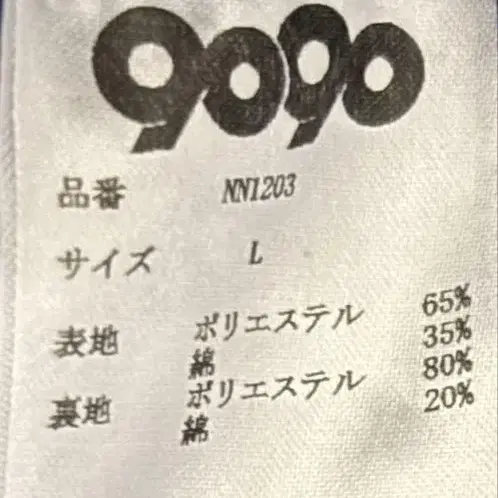 9090
品番 NN1203
サイズ L
表地 ポリエステル 65%
綿 35%
裏地 ポリエステル 80%
綿 20%